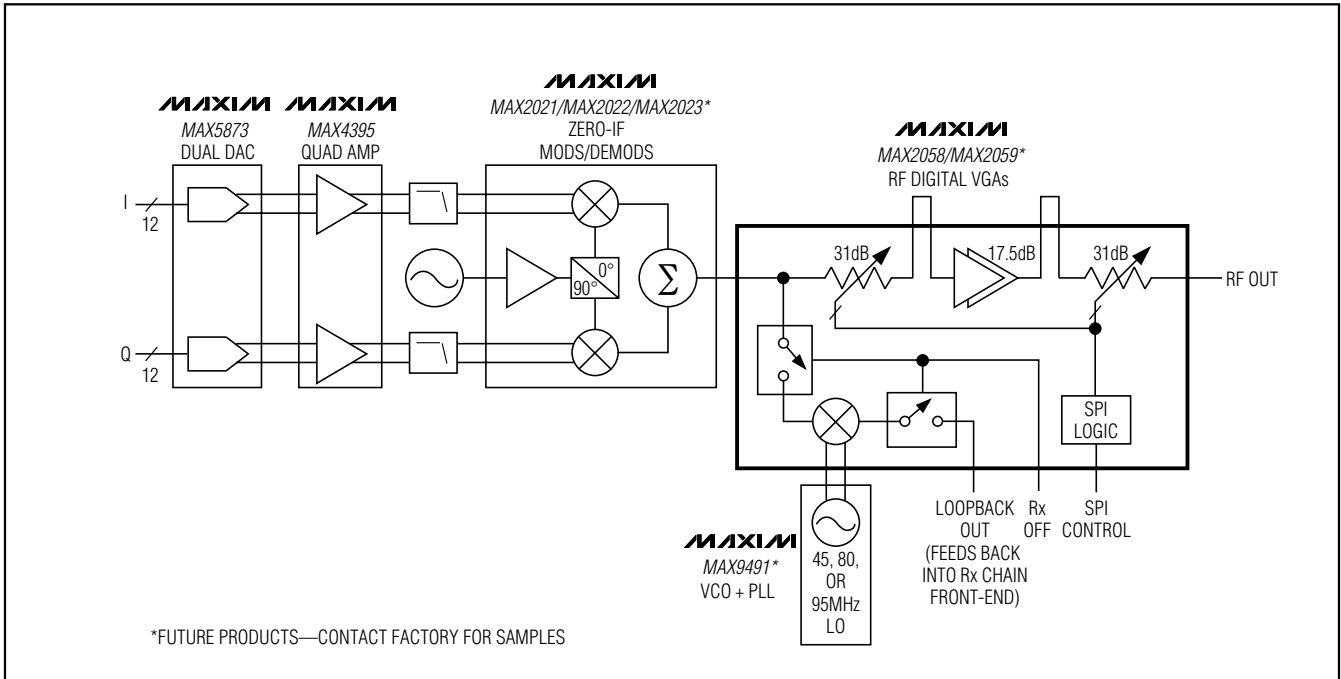 MAXIM
MAX5873
DUAL DAC
MAXIM
MAX4395
QUAD AMP
MAXIM
MAX2021/MAX2022/MAX2023*
ZERO-IF
MODS/DEMODS
MAXIM
MAX2058/MAX2059*
RF DIGITAL VGAs
I
12
Q
12
0°
90°
Σ
31dB
17.5dB
31dB
RF OUT
SPI
LOGIC
LOOPBACK
OUT
(FEEDS BACK
INTO Rx CHAIN
FRONT-END)
Rx
OFF
SPI
CONTROL
MAXIM
MAX9491*
VCO + PLL
45, 80,
OR
95MHz
LO
*FUTURE PRODUCTS—CONTACT FACTORY FOR SAMPLES